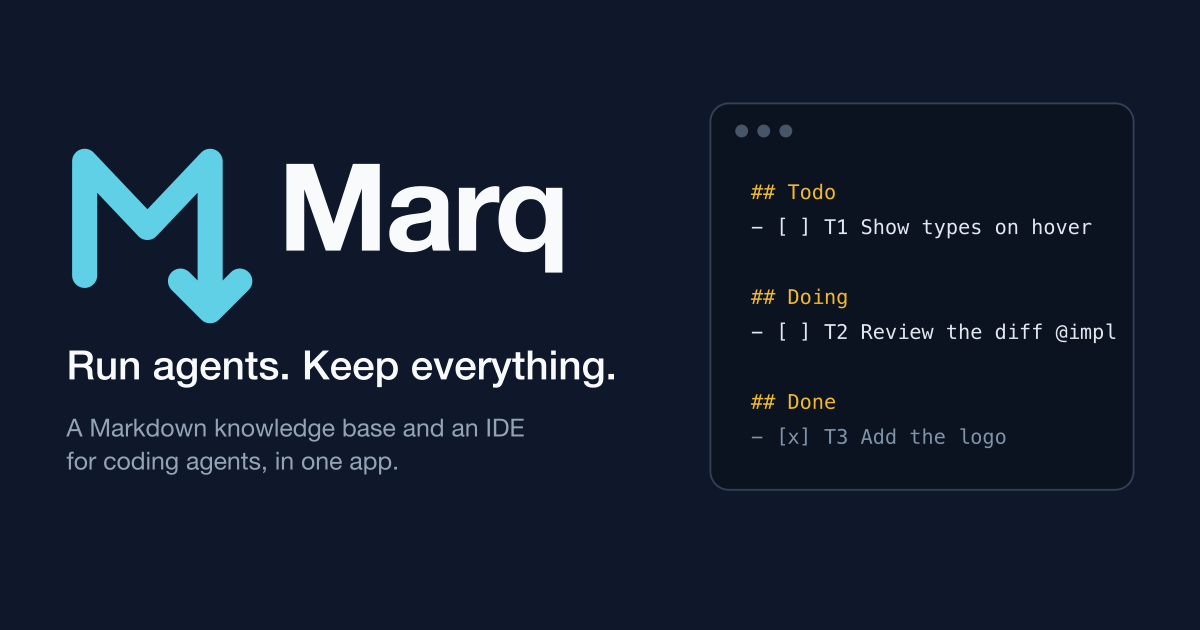 Marq
Run agents. Keep everything.
A Markdown knowledge base and an IDE
for coding agents, in one app.
## Todo
– [ ] T1 Show types on hover
## Doing
– [ ] T2 Review the diff @impl
## Done
– [x] T3 Add the logo